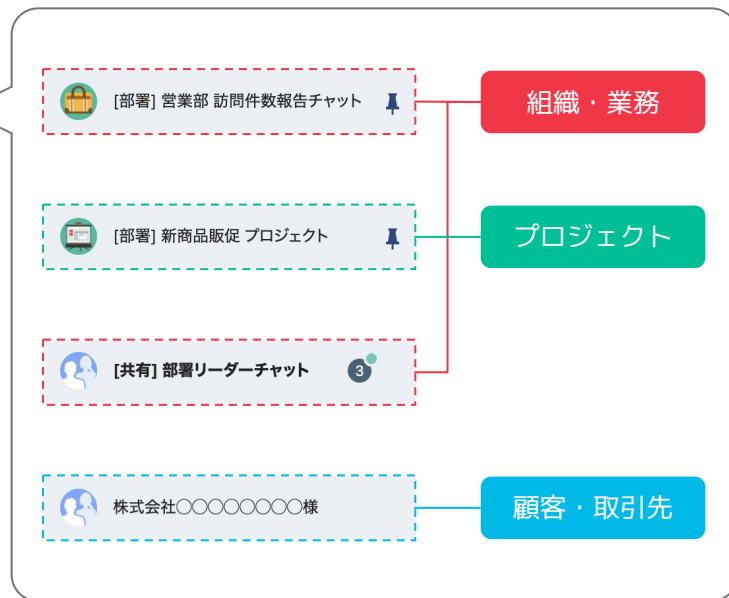 [部署] 営業部 訪問件数報告チャット
組織・業務
[部署] 新商品販促 プロジェクト
プロジェクト
[共有] 部署リーダーチャット
3
株式会社〇〇〇〇〇〇〇〇様
顧客・取引先